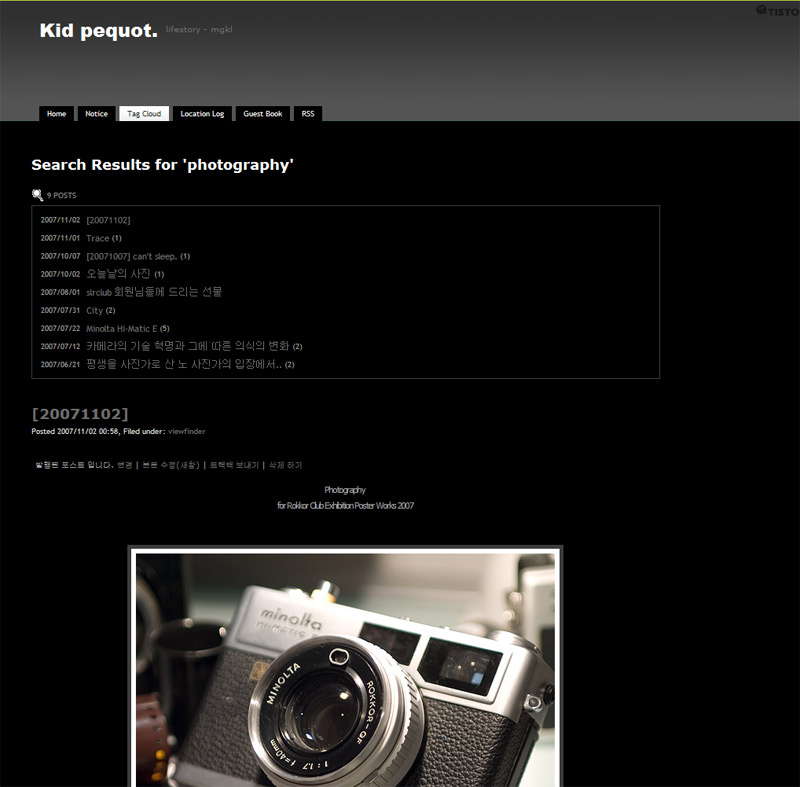 TISTO
Kid pequot. lifestory - mgkl
Home Notice Tag Cloud Location Log Guest Book RSS
Search Results for 'photography'
9 POSTS
2007/11/02 [20071102]
2007/11/01 Trace (1)
2007/10/07 [20071007] can't sleep. (1)
2007/10/02 오늘날의 사진 (1)
2007/08/01 slrclub 회원님들께 드리는 선물
2007/07/31 City (2)
2007/07/22 Minolta Hi-Matic E (5)
2007/07/12 카메라의 기술 혁명과 그에 따른 의식의 변화 (2)
2007/06/21 평생을 사진가로 산 노 사진가의 입장에서.. (2)
[20071102]
Posted 2007/11/02 00:58, Filed under: viewfinder
발행된 포스트 입니다. 변경 | 본문 수정(새창) | 트랙백 보내기 | 삭제 하기
Photography
for Rokkor Club Exhibition Poster Works 2007
minolta
HI-MATIC
MINOLTA ROKKOR-QF 1:1.7 f=40mm